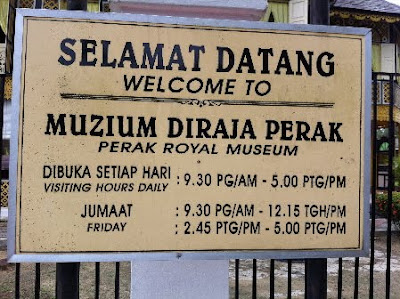 SELAMAT DATANG
WELCOME TO
MUZIUM DIRAJA PERAK
PERAK ROYAL MUSEUM
DIBUKA SETIAP HARI : 9.30 PG/AM - 5.00 PTG/PM
VISITING HOURS DAILY
JUMAAT : 9.30 PG/AM - 12.15 TGH/PM
FRIDAY : 2.45 PTG/PM - 5.00 PTG/PM